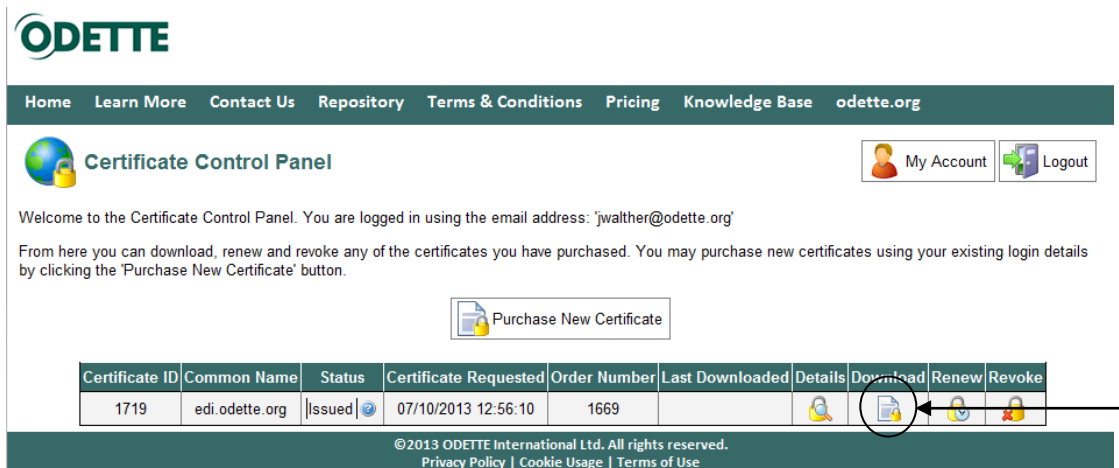 ODETTE
Home Learn More Contact Us Repository Terms & Conditions Pricing Knowledge Base odette.org
Certificate Control Panel
My Account Logout
Welcome to the Certificate Control Panel. You are logged in using the email address: 'jwalther@odette.org'
From here you can download, renew and revoke any of the certificates you have purchased. You may purchase new certificates using your existing login details
by clicking the 'Purchase New Certificate' button.
Purchase New Certificate
Certificate ID Common Name Status Certificate Requested Order Number Last Downloaded Details Download Renew Revoke
1719 edi.odette.org Issued ? 07/10/2013 12:56:10 1669
©2013 ODETTE International Ltd. All rights reserved.
Privacy Policy | Cookie Usage | Terms of Use